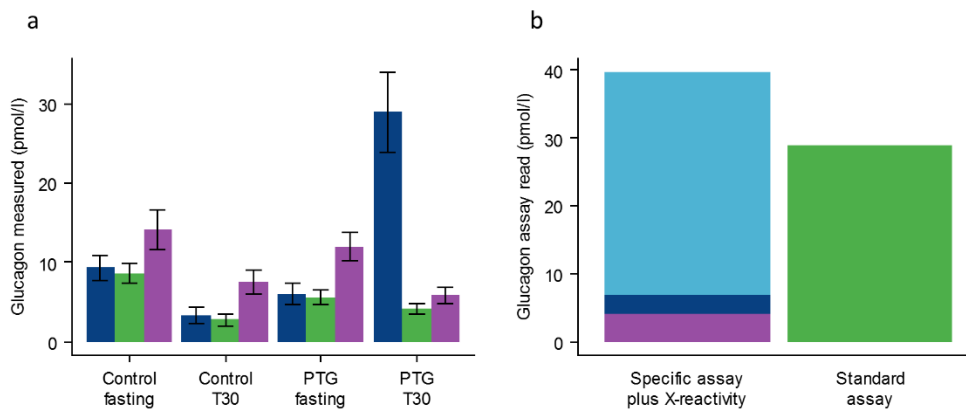 a
b
Glucagon measured (pmol/l)
30
20
10
0
Control
fasting
Control
T30
PTG
fasting
PTG
T30
Glucagon assay read (pmol/l)
40
30
20
10
0
Specific assay
plus X-reactivity
Standard
assay